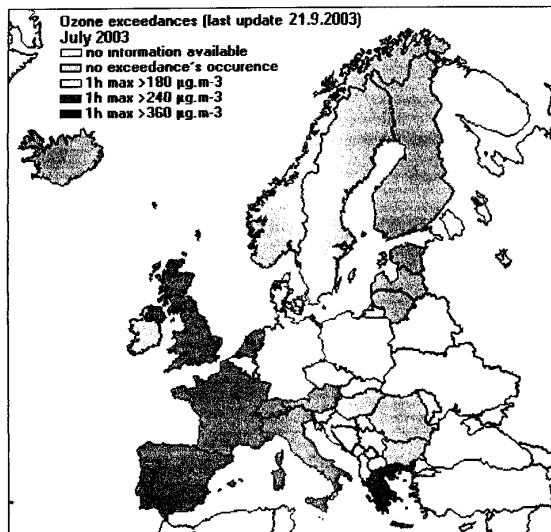 Ozone exceedances (last update 21.9.2003)
July 2003
no information available
no exceedance's occurence
1h max >180 µg.m-3
1h max >240 µg.m-3
1h max >360 µg.m-3